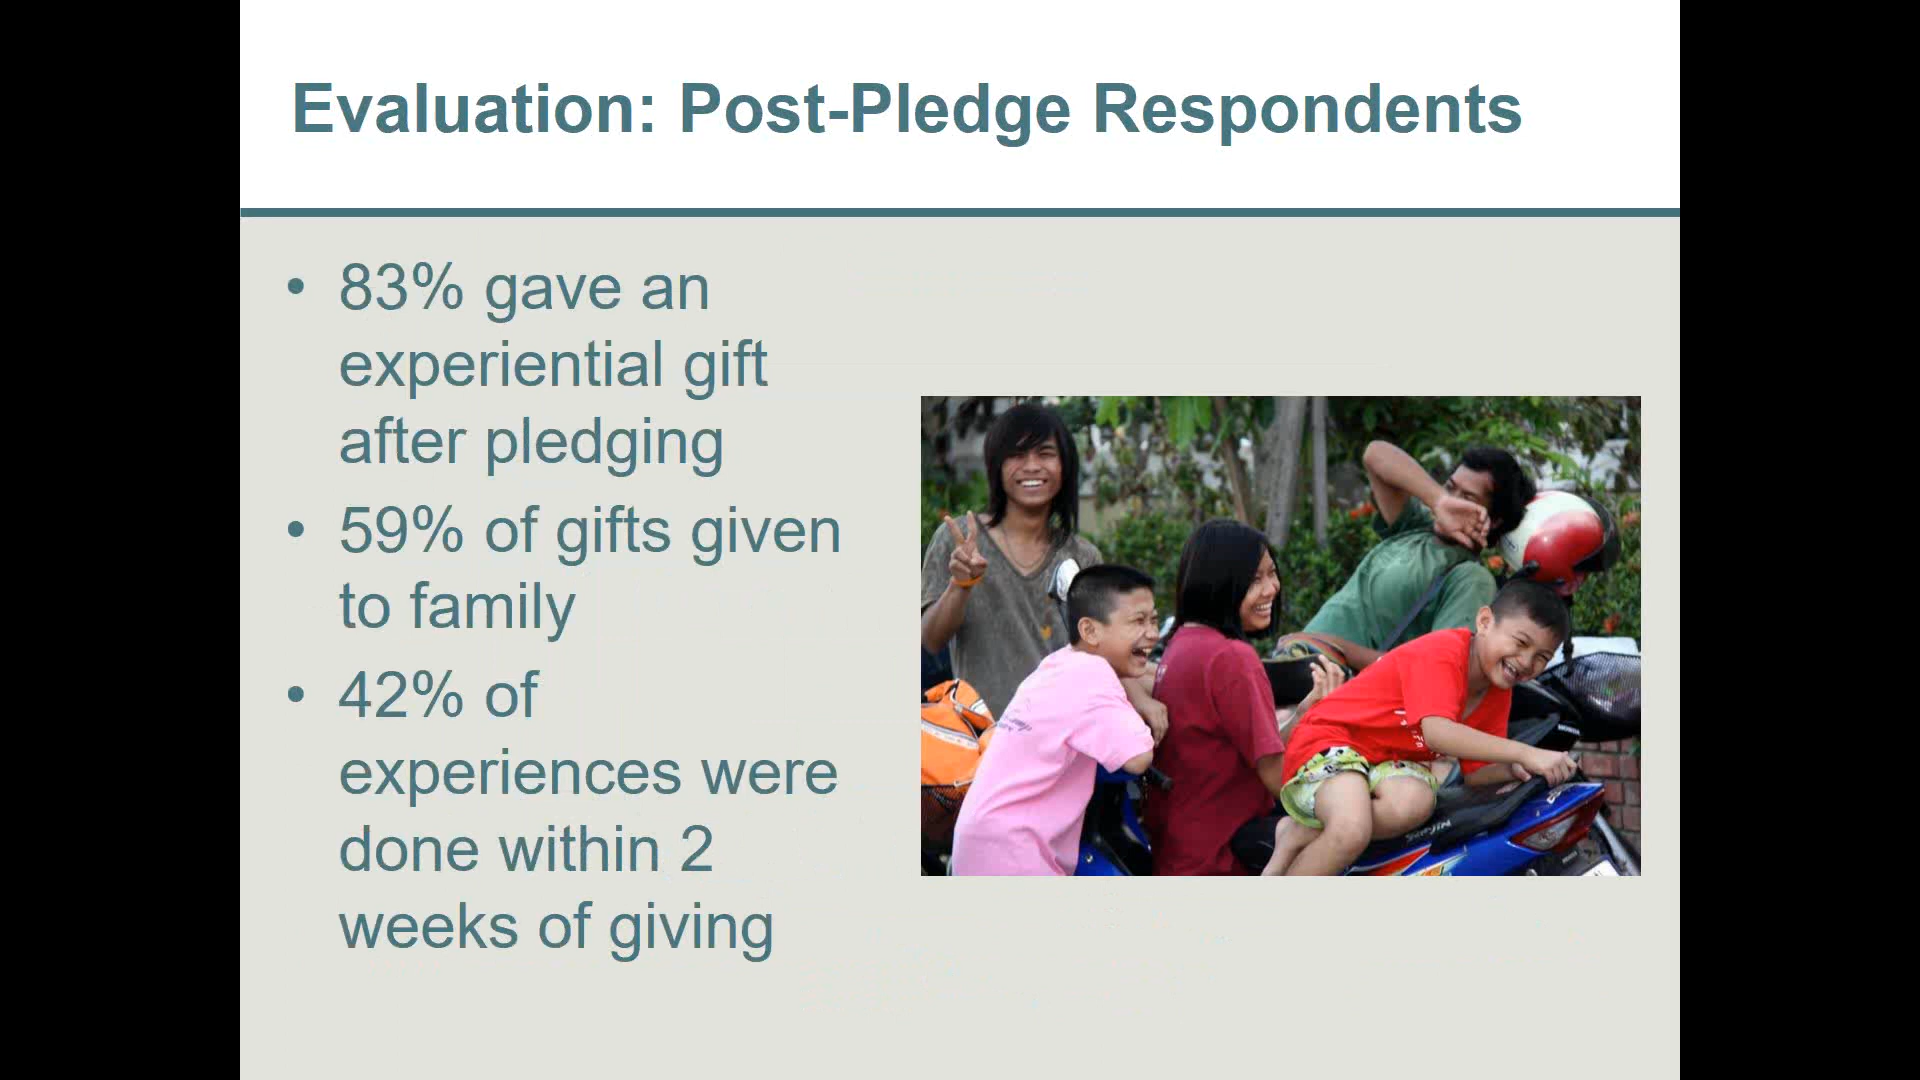 Evaluation: Post-Pledge Respondents
• 83% gave an
experiential gift
after pledging
• 59% of gifts given
to family
• 42% of
experiences were
done within 2
weeks of giving